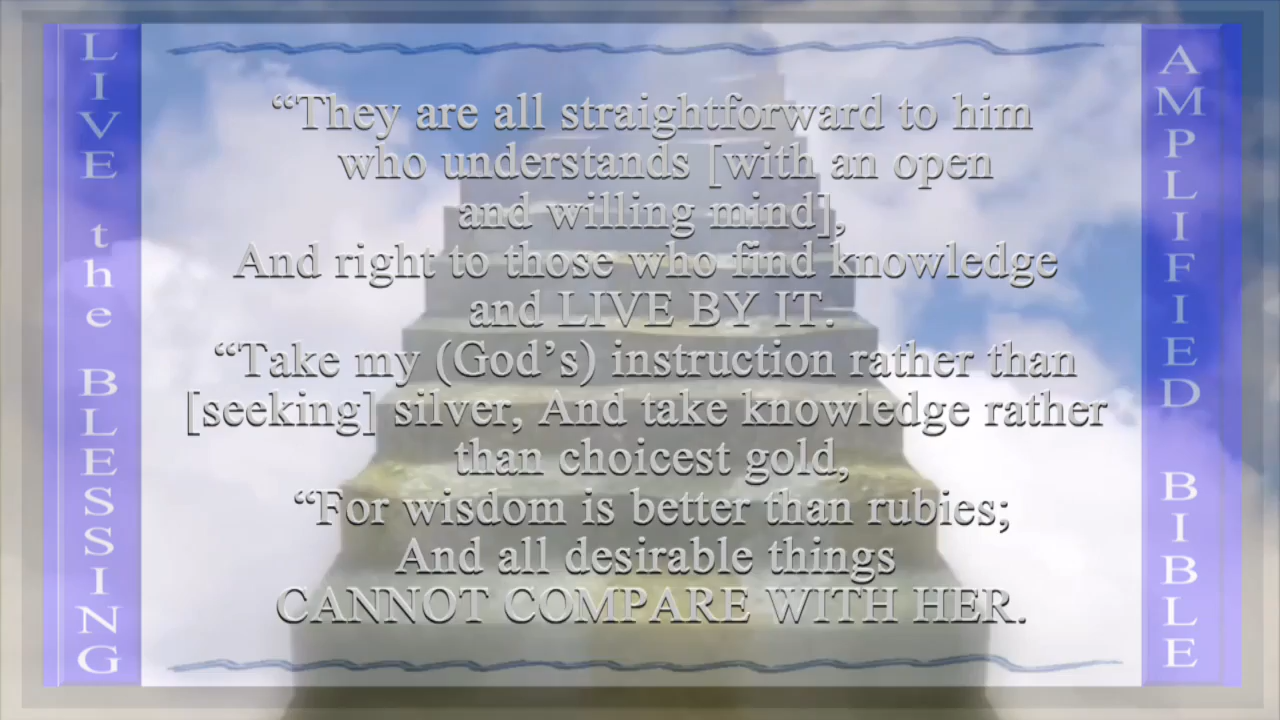 LIVE the BLESSING
“They are all straightforward to him
who understands [with an open
and willing mind],
And right to those who find knowledge
and LIVE BY IT.
“Take my (God’s) instruction rather than
[seeking] silver, And take knowledge rather
than choicest gold,
“For wisdom is better than rubies;
And all desirable things
CANNOT COMPARE WITH HER.
AMPLIFIED BIBLE